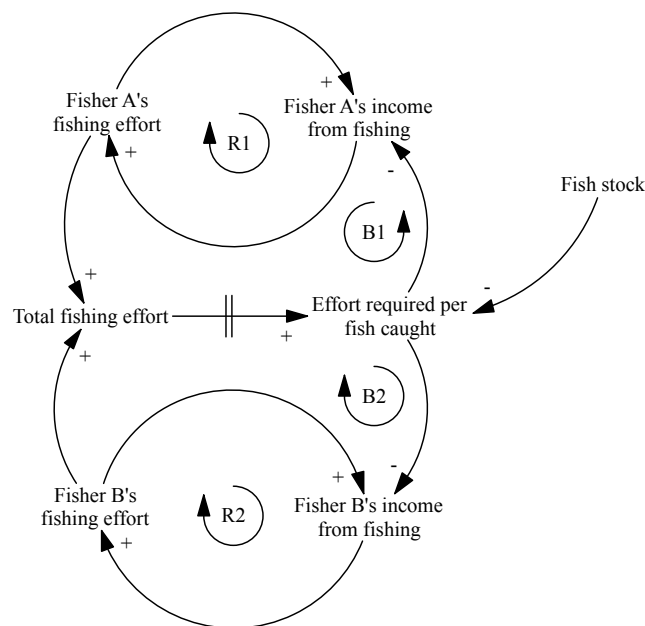 +
Fisher A's
fishing effort
R1
Fisher A's income
from fishing
+
-
Fish stock
B1
+
-
Total fishing effort
+
Effort required per
fish caught
+
B2
+
-
Fisher B's
fishing effort
R2
Fisher B's income
from fishing
+